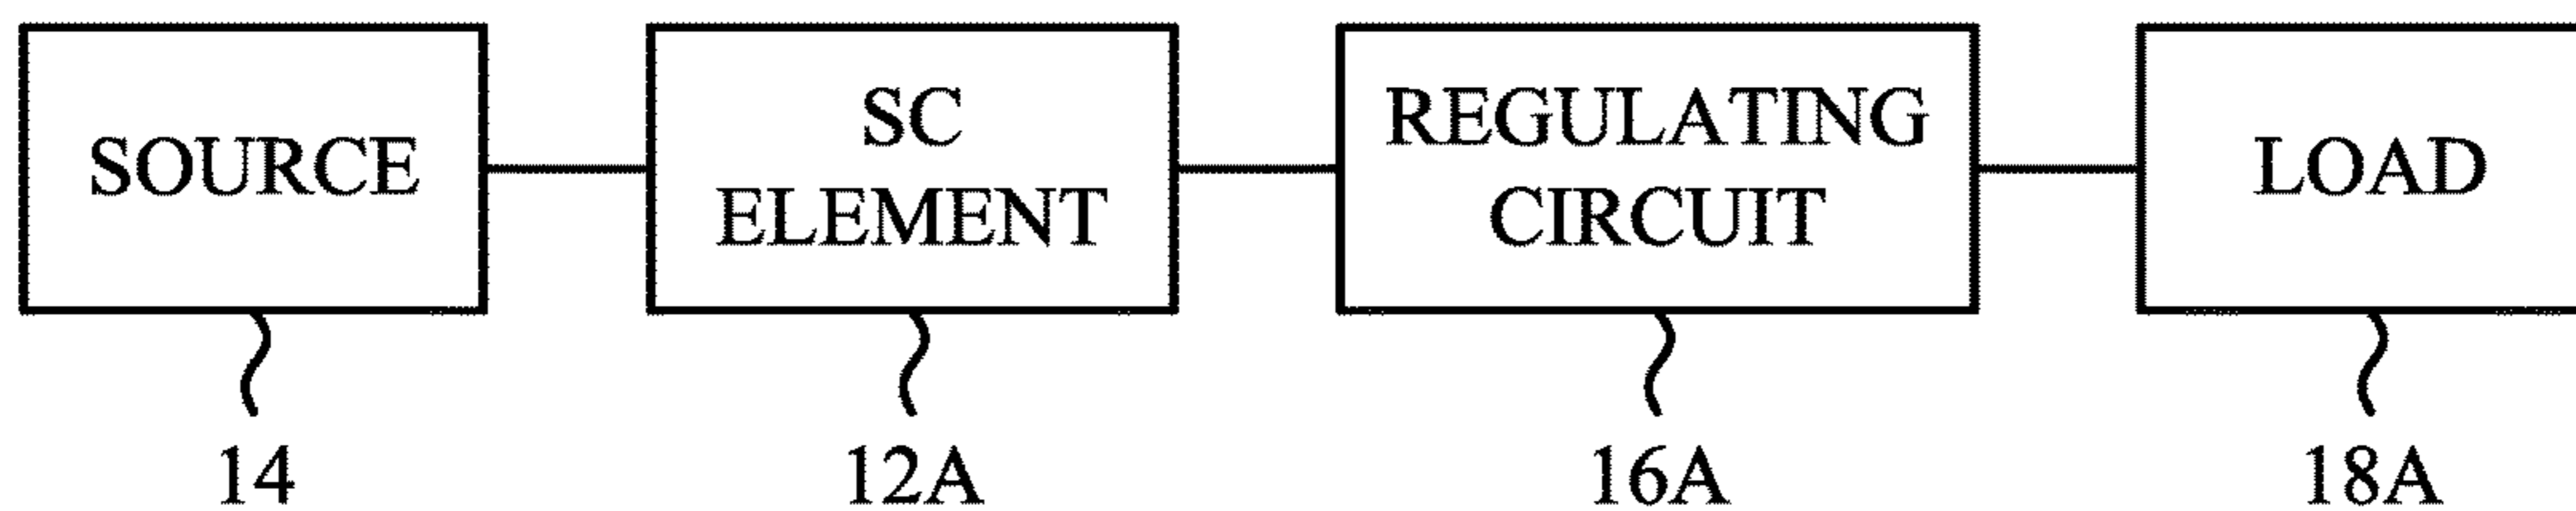 SOURCE
SC
ELEMENT
REGULATING
CIRCUIT
LOAD
14
12A
16A
18A